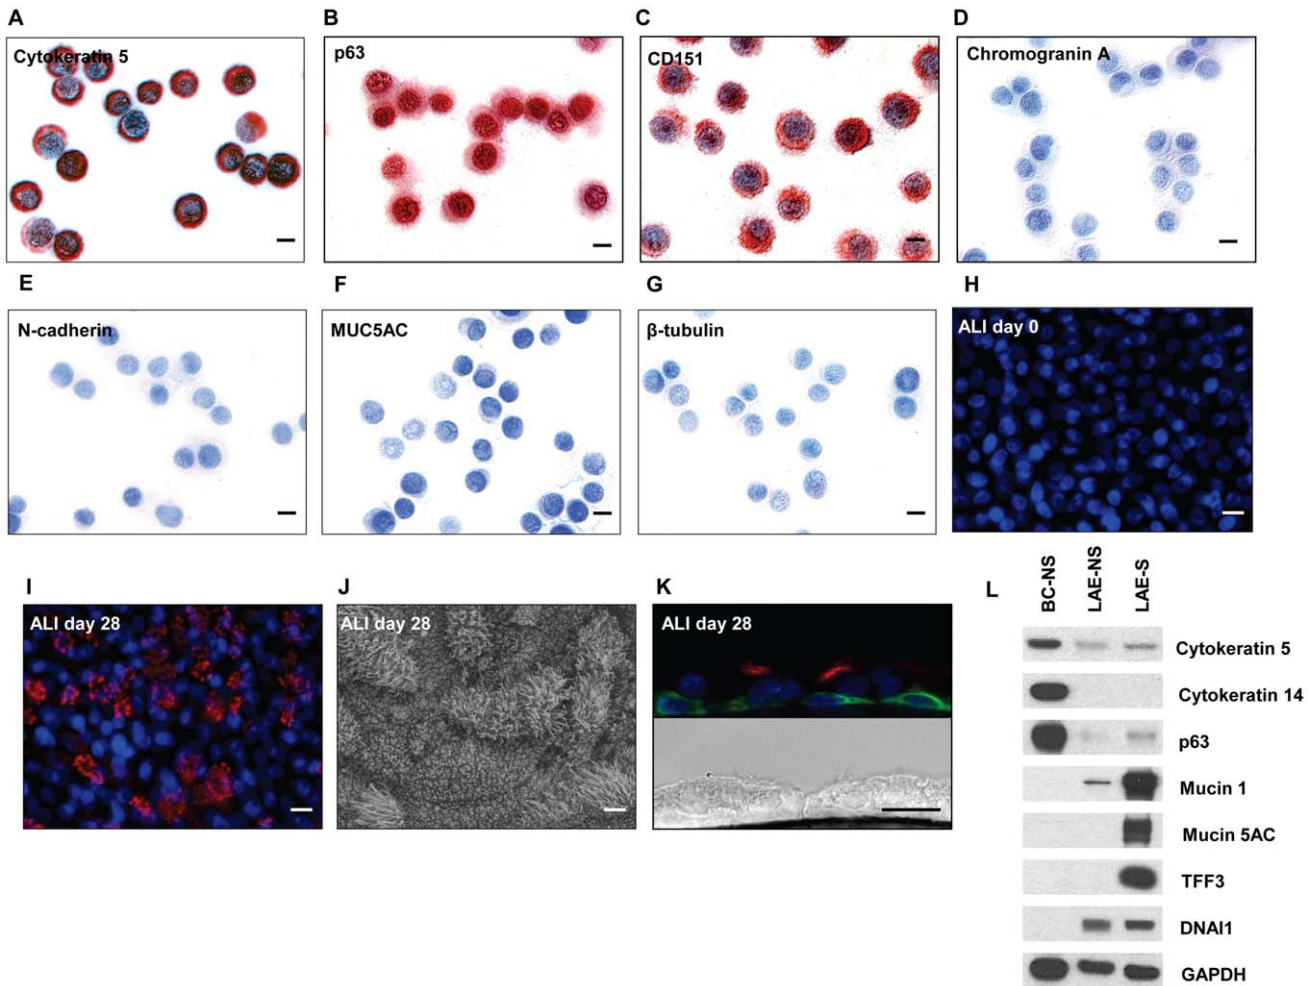 A
B
C
D
Cytokeratin 5
p63
CD151
Chromogranin A
E
F
G
H
N-cadherin
MUC5AC
β-tubulin
ALI day 0
I
J
K
L
ALI day 28
ALI day 28
ALI day 28
BC-NS
LAE-NS
LAE-S
Cytokeratin 5
Cytokeratin 14
p63
Mucin 1
Mucin 5AC
TFF3
DNAI1
GAPDH